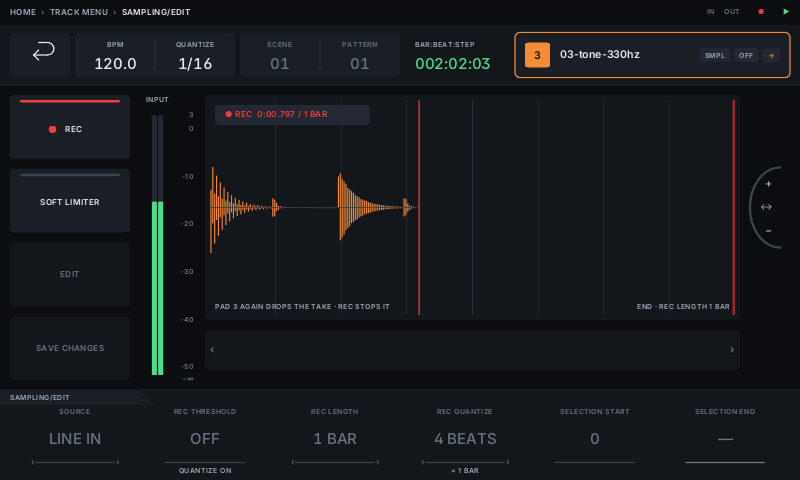 HOME › TRACK MENU › SAMPLING/EDIT
IN OUT
BPM
120.0
QUANTIZE
1/16
SCENE
01
PATTERN
01
BAR:BEAT:STEP
002:02:03
3
03-tone-330hz
SMPL
OFF
→
REC
SOFT LIMITER
EDIT
SAVE CHANGES
INPUT
3
0
-10
-20
-30
-40
-50
-∞
REC 0:00.797 / 1 BAR
PAD 3 AGAIN DROPS THE TAKE · REC STOPS IT
END · REC LENGTH 1 BAR
‹ ›
+
↔
−
SAMPLING/EDIT
SOURCE
LINE IN
REC THRESHOLD
OFF
QUANTIZE ON
REC LENGTH
1 BAR
REC QUANTIZE
4 BEATS
= 1 BAR
SELECTION START
0
SELECTION END
—